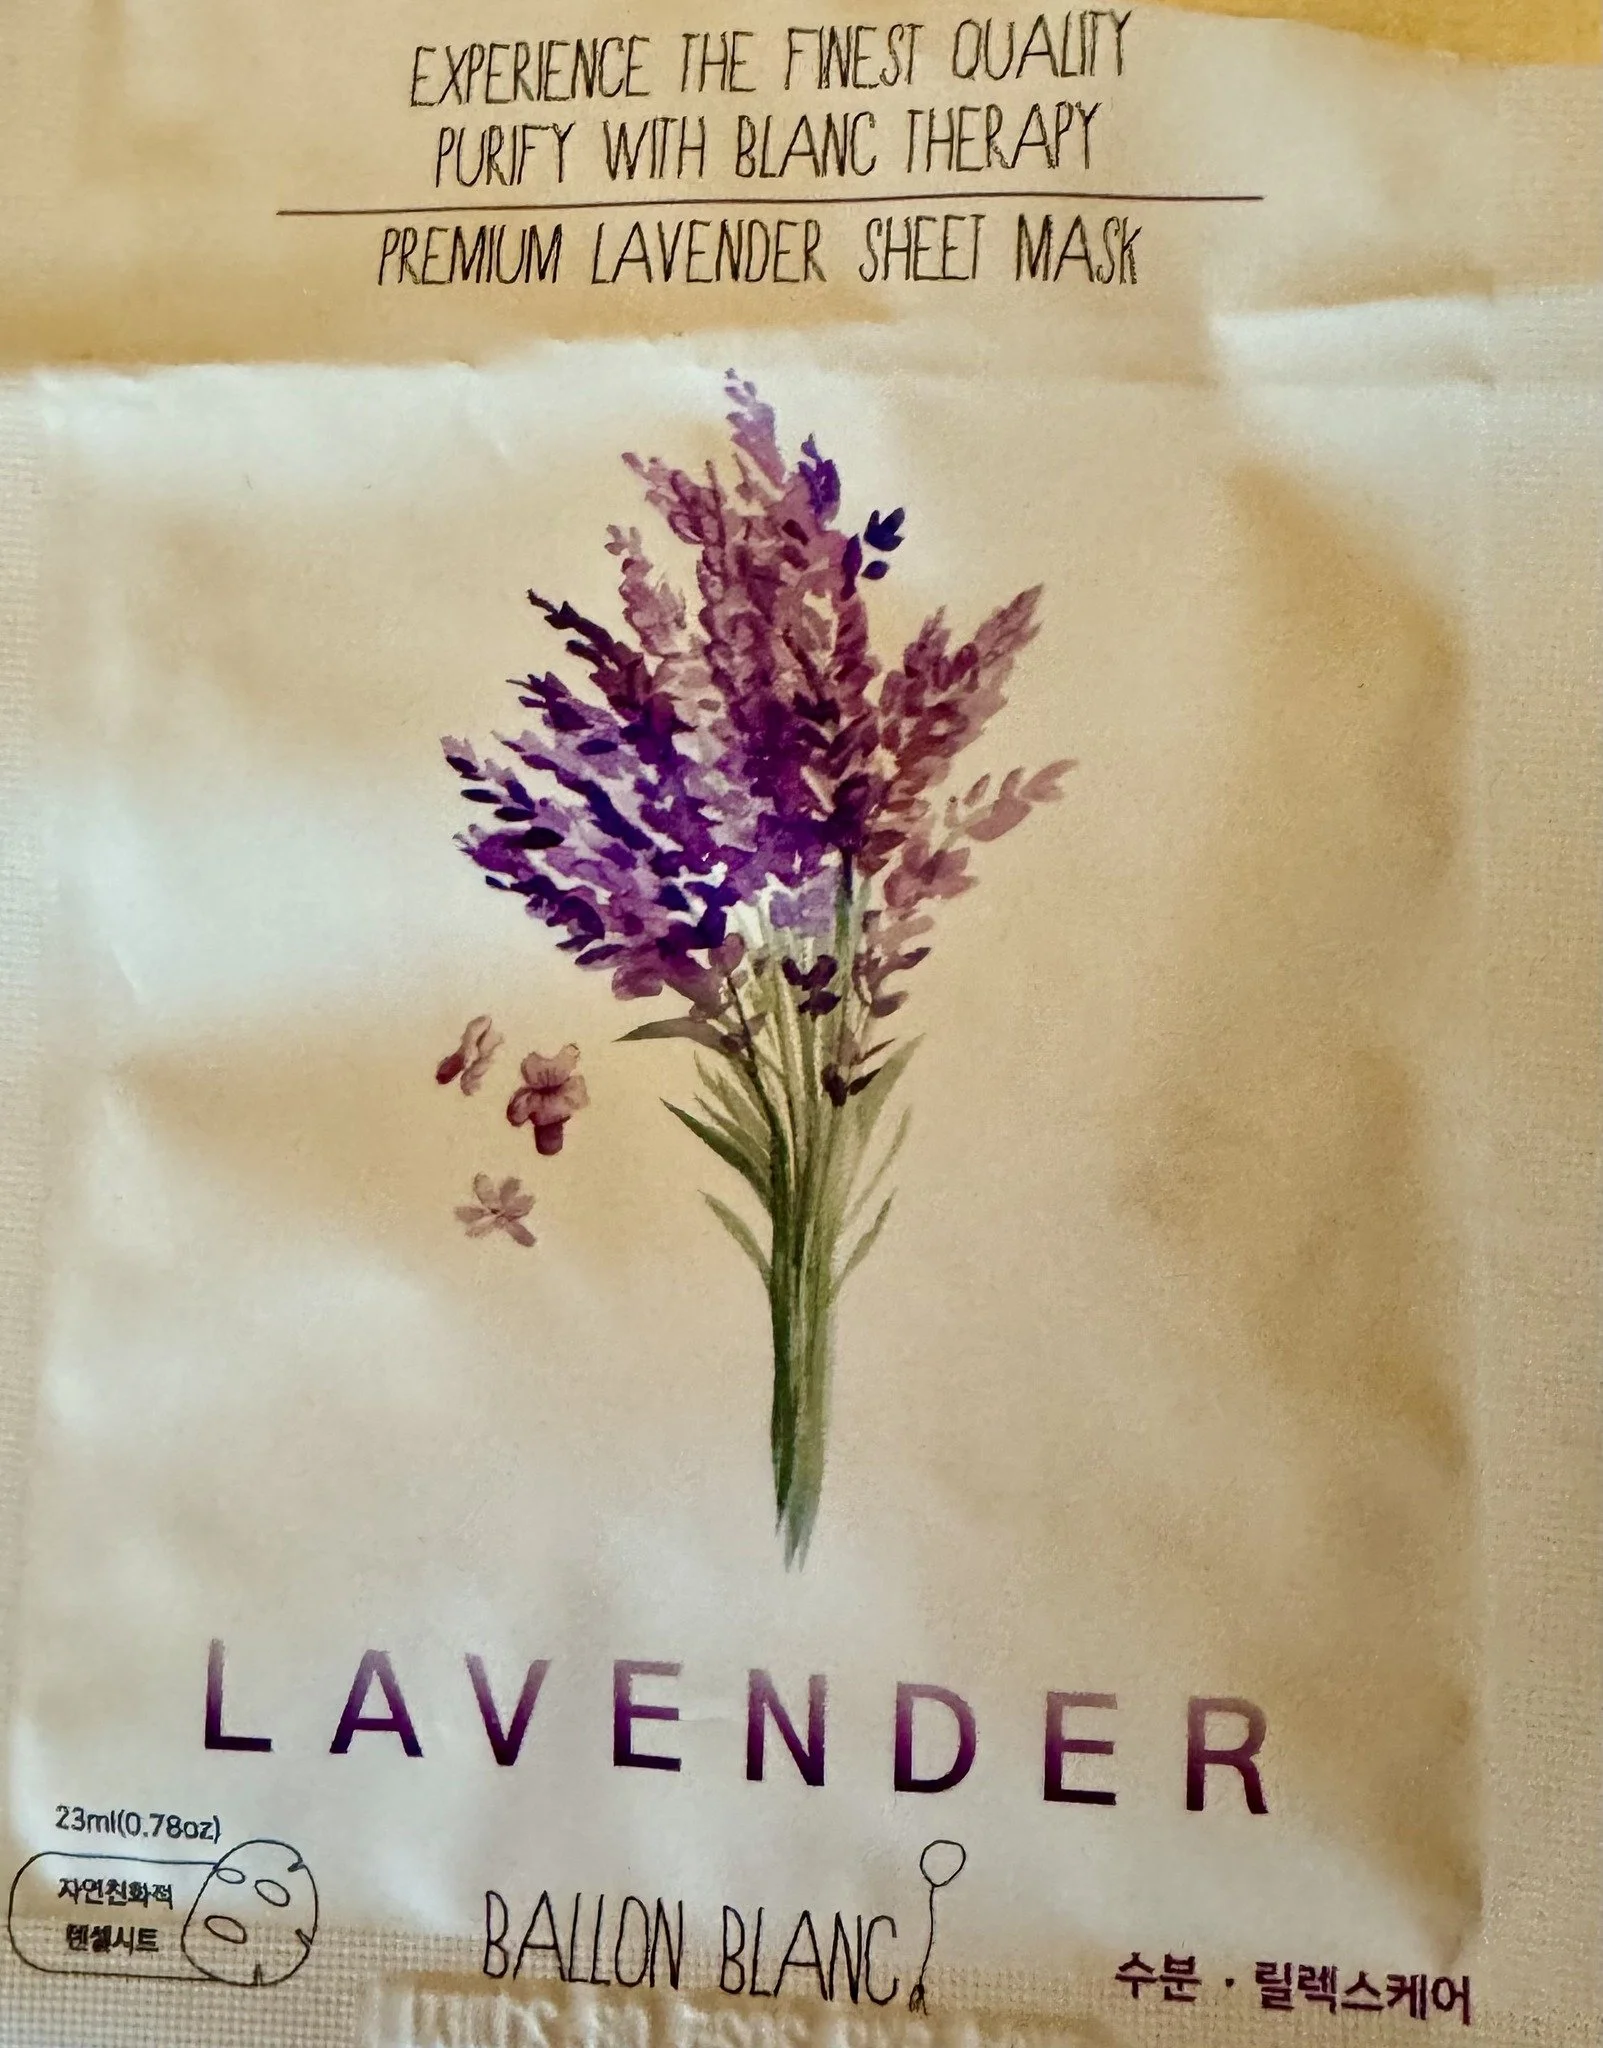 EXPERIENCE THE FINEST QUALITY
PURIFY WITH BLANC THERAPY
PREMIUM LAVENDER SHEET MASK
LAVENDER
23ml(0.78oz)
자연친화적
텐셀시트
BALLON BLANC
수분 · 릴렉스케어